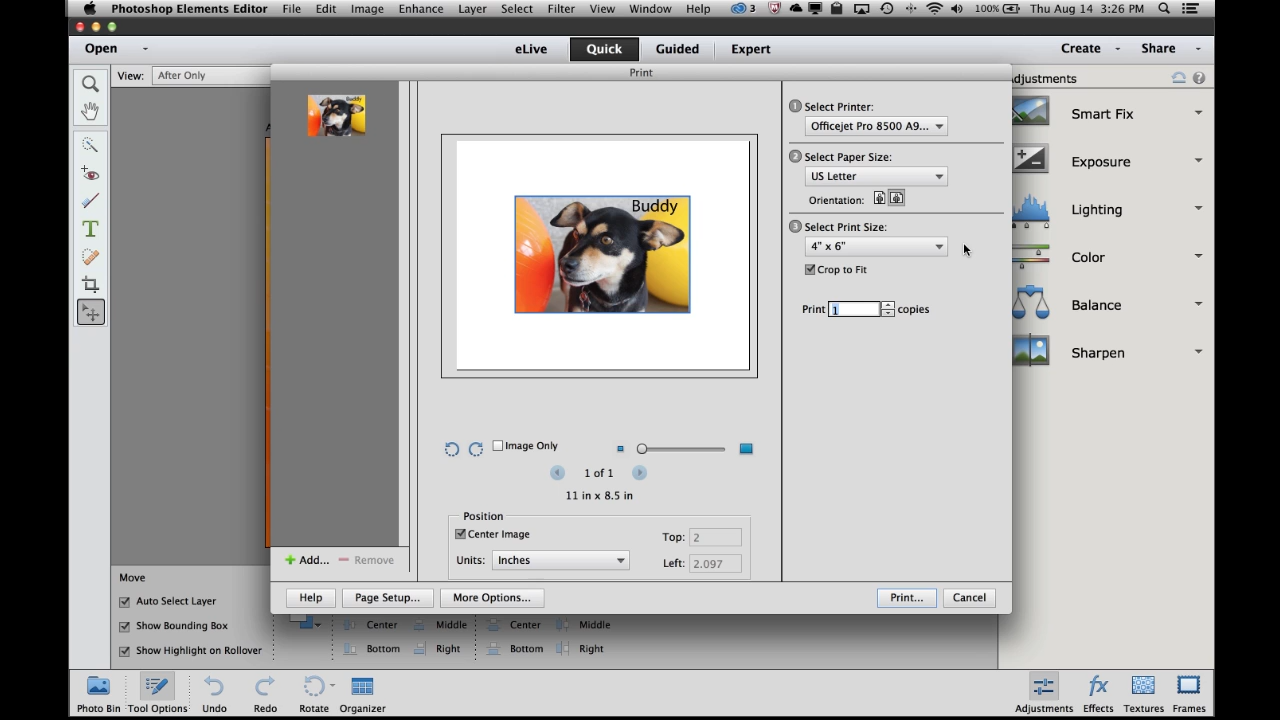 Photoshop Elements Editor File Edit Image Enhance Layer Select Filter View Window Help 3 100% Thu Aug 14 3:26 PM
Open eLive Quick Guided Expert Create Share
View: After Only
Print
Adjustments
Buddy
Smart Fix
Exposure
Lighting
Color
Balance
Sharpen
1 Select Printer:
Officejet Pro 8500 A9...
2 Select Paper Size:
US Letter
Orientation:
3 Select Print Size:
4" x 6"
Crop to Fit
Print 1 copies
Buddy
Image Only
1 of 1
11 in x 8.5 in
Position
Center Image
Top: 2
Units: Inches
Left: 2.097
Add... Remove
Help Page Setup... More Options... Print... Cancel
Move
Auto Select Layer
Show Bounding Box
Show Highlight on Rollover
Center Middle Center Middle
Bottom Right Bottom Right
Photo Bin Tool Options Undo Redo Rotate Organizer Adjustments Effects Textures Frames